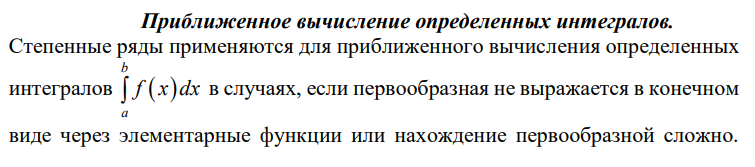 Приближенное вычисление определенных интегралов.
Степенные ряды применяются для приближенного вычисления определенных
интегралов ∫ₐᵇ f(x)dx в случаях, если первообразная не выражается в конечном
виде через элементарные функции или нахождение первообразной сложно.